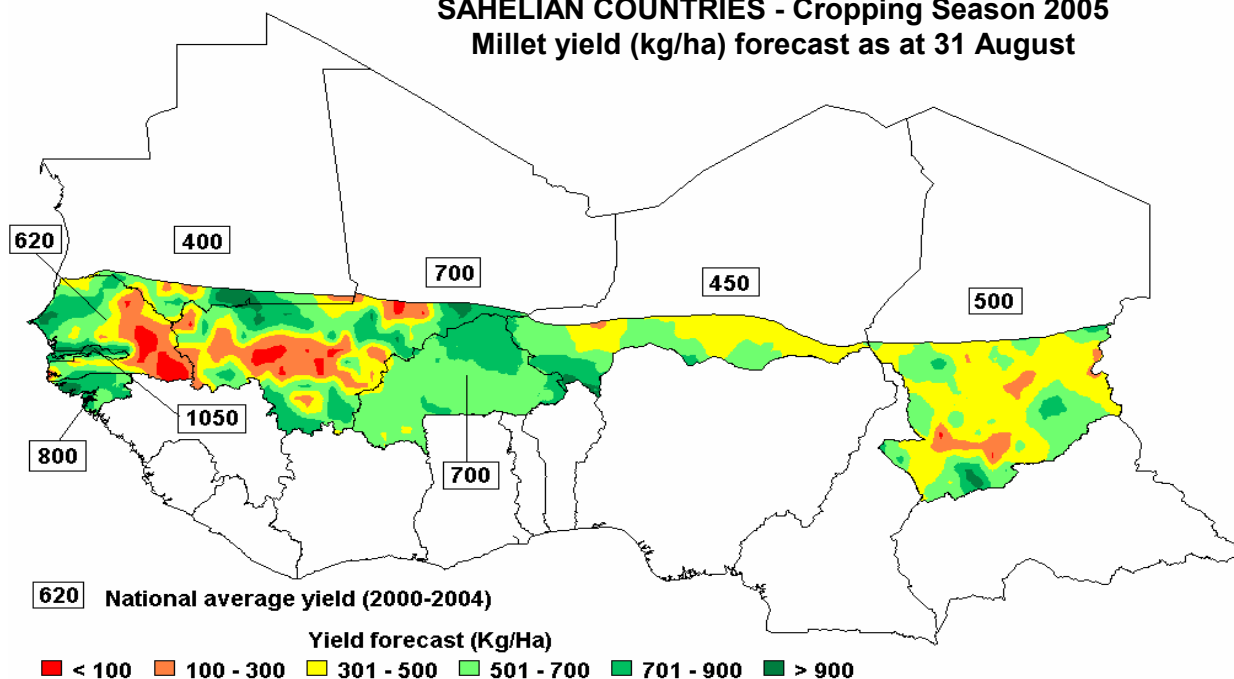 SAHELIAN COUNTRIES - Cropping Season 2005
Millet yield (kg/ha) forecast as at 31 August
620
400
700
450
500
1050
800
700
620 National average yield (2000-2004)
Yield forecast (Kg/Ha)
< 100 100 - 300 301 - 500 501 - 700 701 - 900 > 900